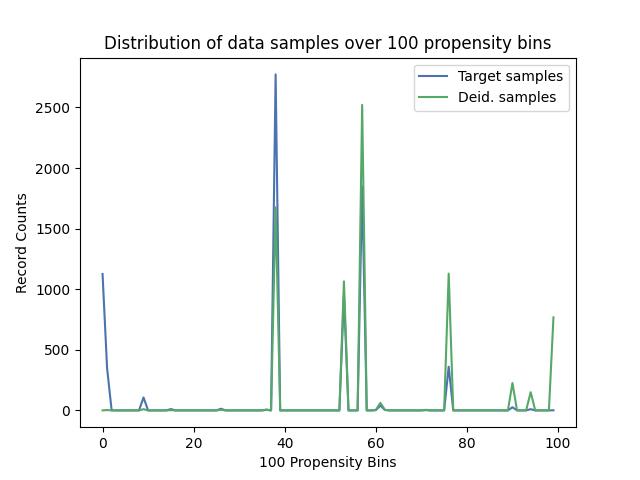 Distribution of data samples over 100 propensity bins
Target samples
Deid. samples
Record Counts
2500
2000
1500
1000
500
0
0 20 40 60 80 100
100 Propensity Bins